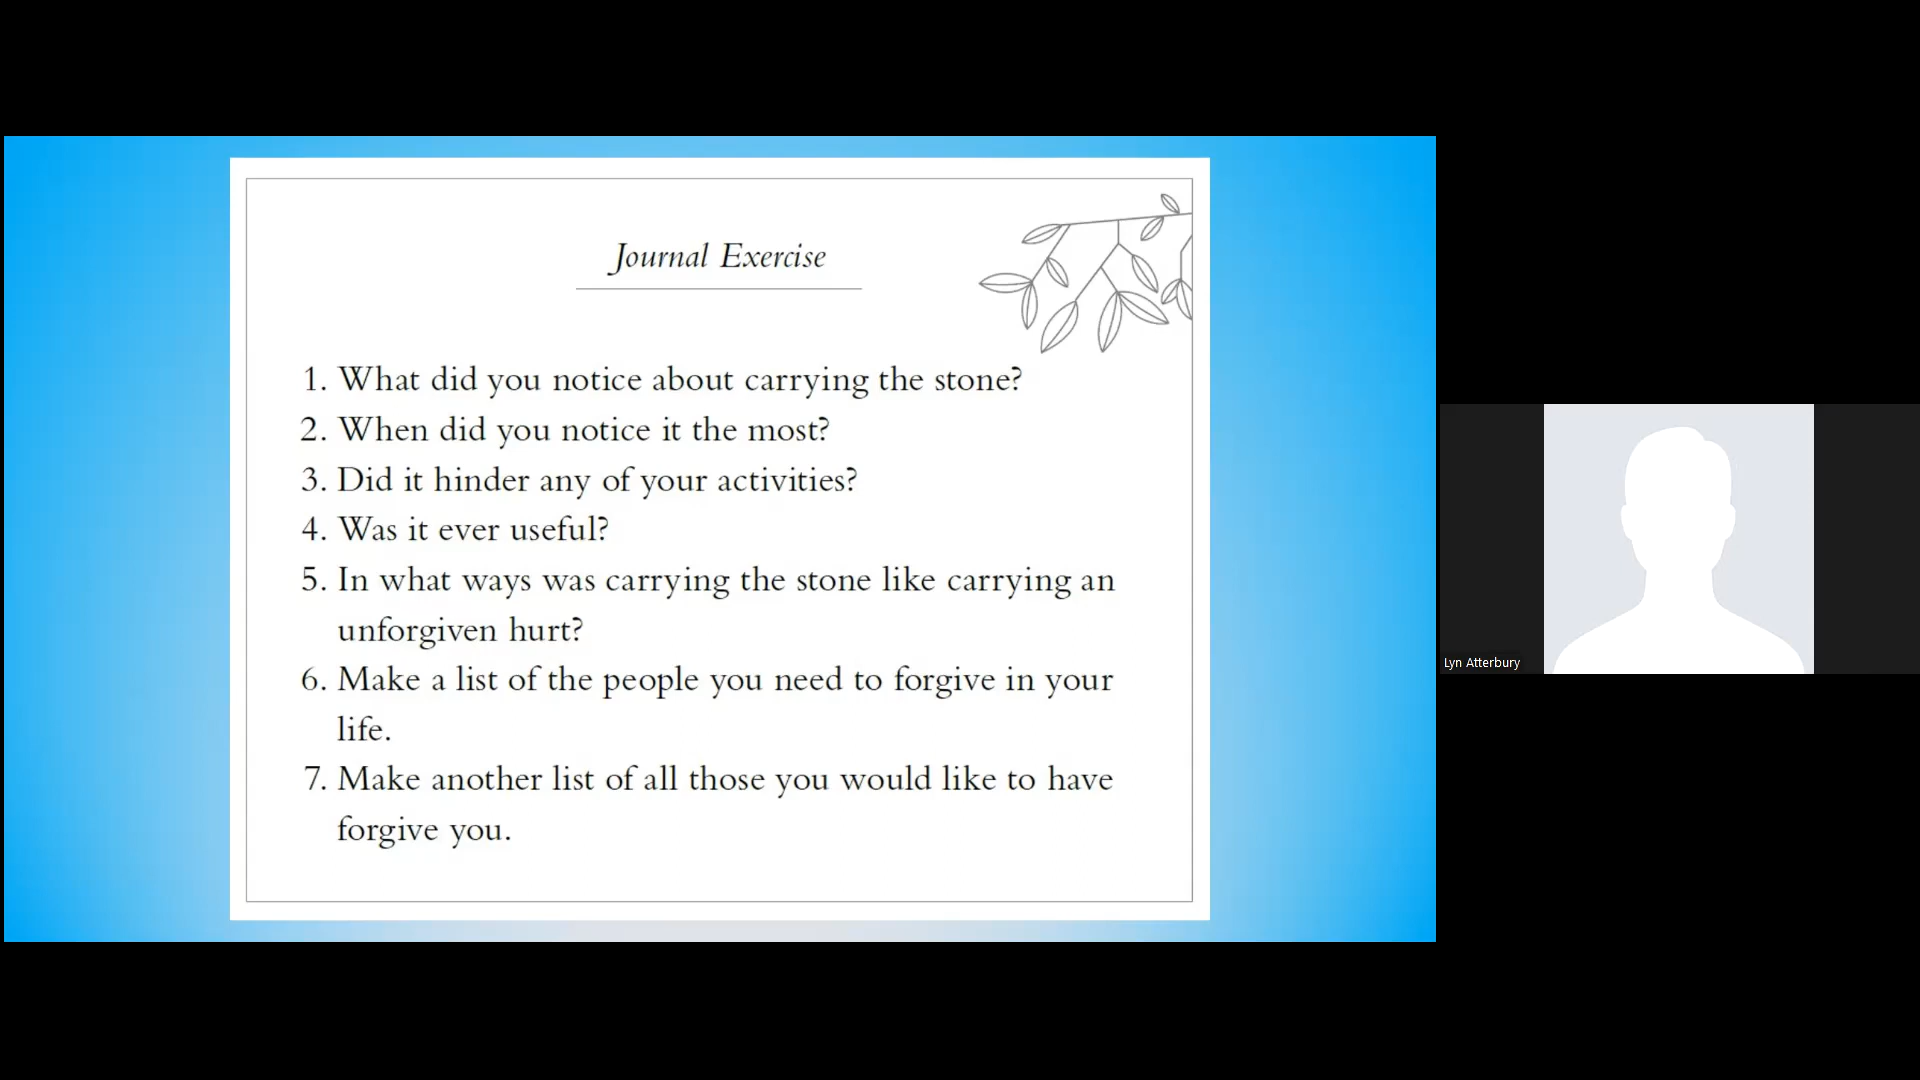 Journal Exercise
1. What did you notice about carrying the stone?
2. When did you notice it the most?
3. Did it hinder any of your activities?
4. Was it ever useful?
5. In what ways was carrying the stone like carrying an
unforgiven hurt?
6. Make a list of the people you need to forgive in your
life.
7. Make another list of all those you would like to have
forgive you.
Lyn Atterbury